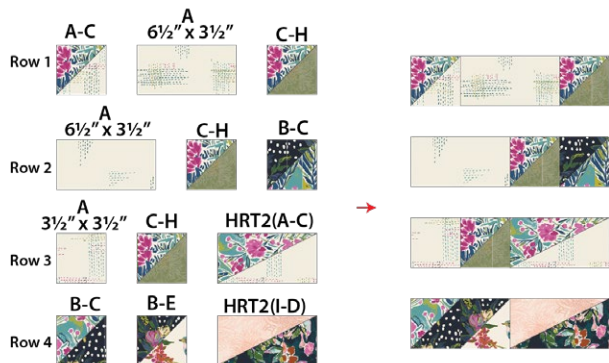 A-C
A
6½” x 3½”
C-H
Row 1
A
6½” x 3½”
C-H
B-C
Row 2
A
3½” x 3½”
C-H
HRT2(A-C)
Row 3
B-C
B-E
HRT2(I-D)
Row 4